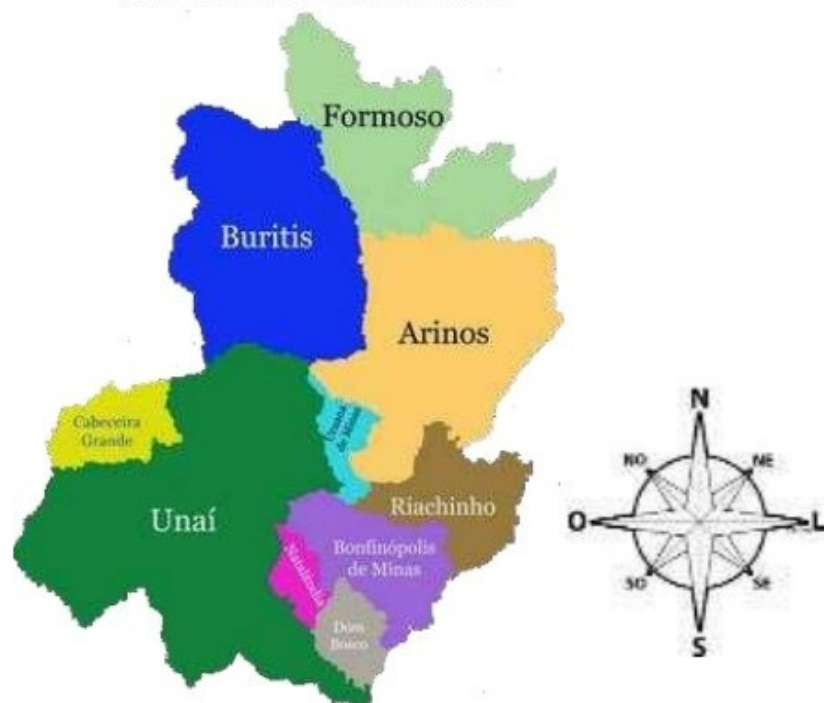 Formoso
Buritis
Arinos
Cabeceira
Grande
Uruana
de Minas
Unaí
Riachinho
Bonfinópolis
de Minas
Natalândia
Dom
Bosco
N
NO
NE
O
L
SO
SE
S